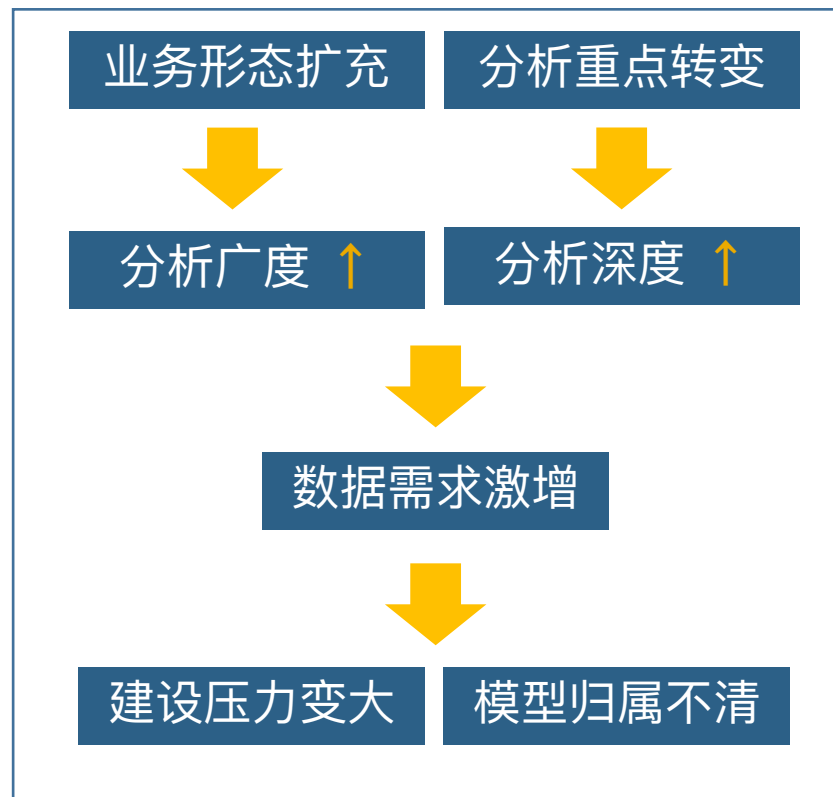 业务形态扩充
分析重点转变
分析广度 ↑
分析深度 ↑
数据需求激增
建设压力变大
模型归属不清